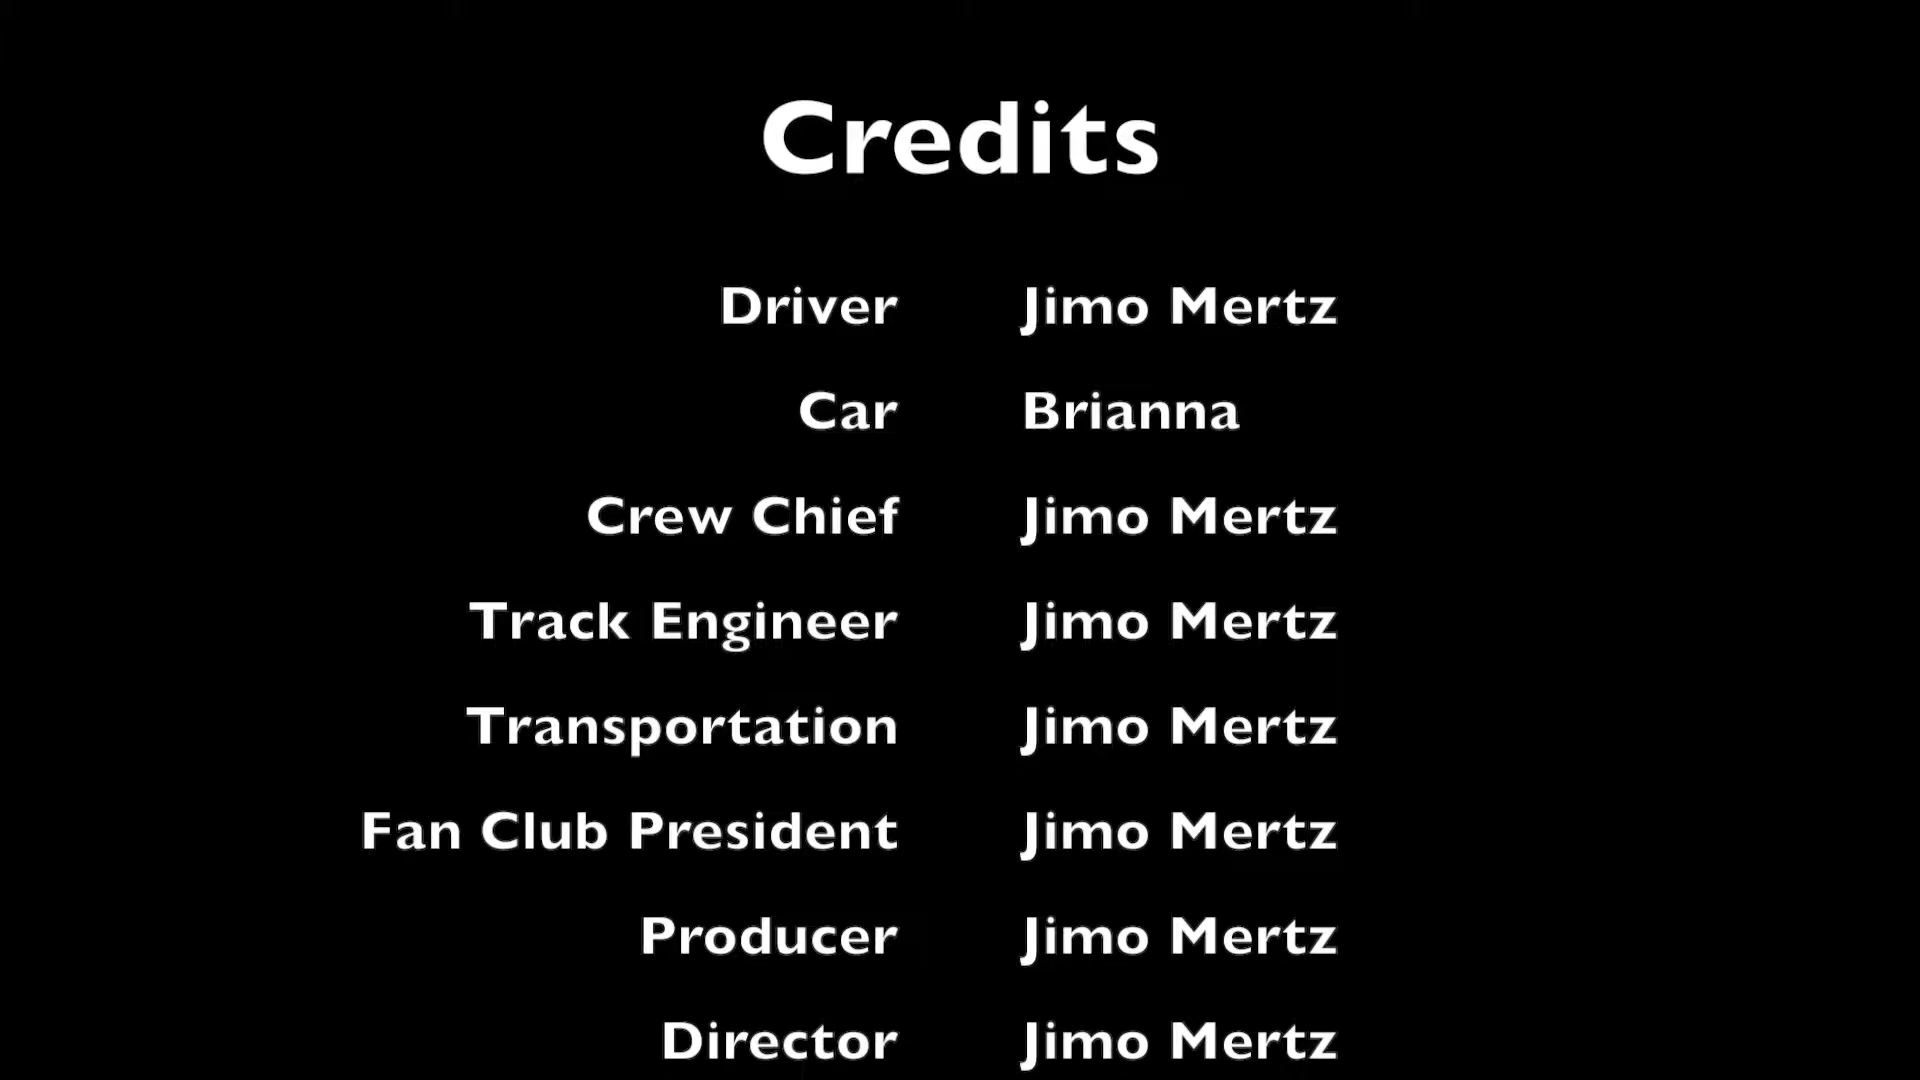 Credits
Driver Jimo Mertz
Car Brianna
Crew Chief Jimo Mertz
Track Engineer Jimo Mertz
Transportation Jimo Mertz
Fan Club President Jimo Mertz
Producer Jimo Mertz
Director Jimo Mertz